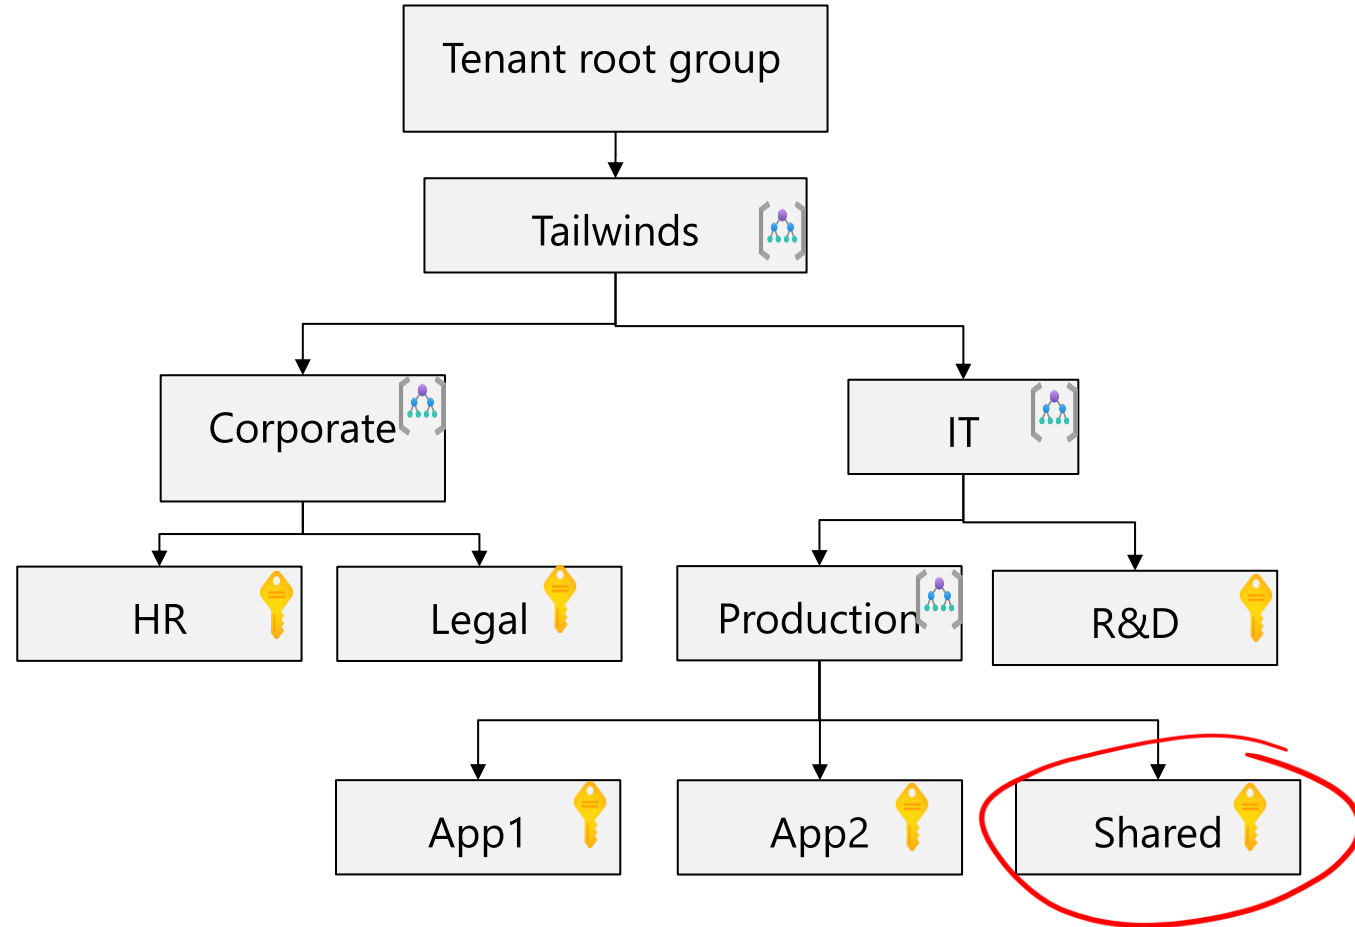 Tenant root group
Tailwinds
Corporate
IT
HR
Legal
Production
R&D
App1
App2
Shared